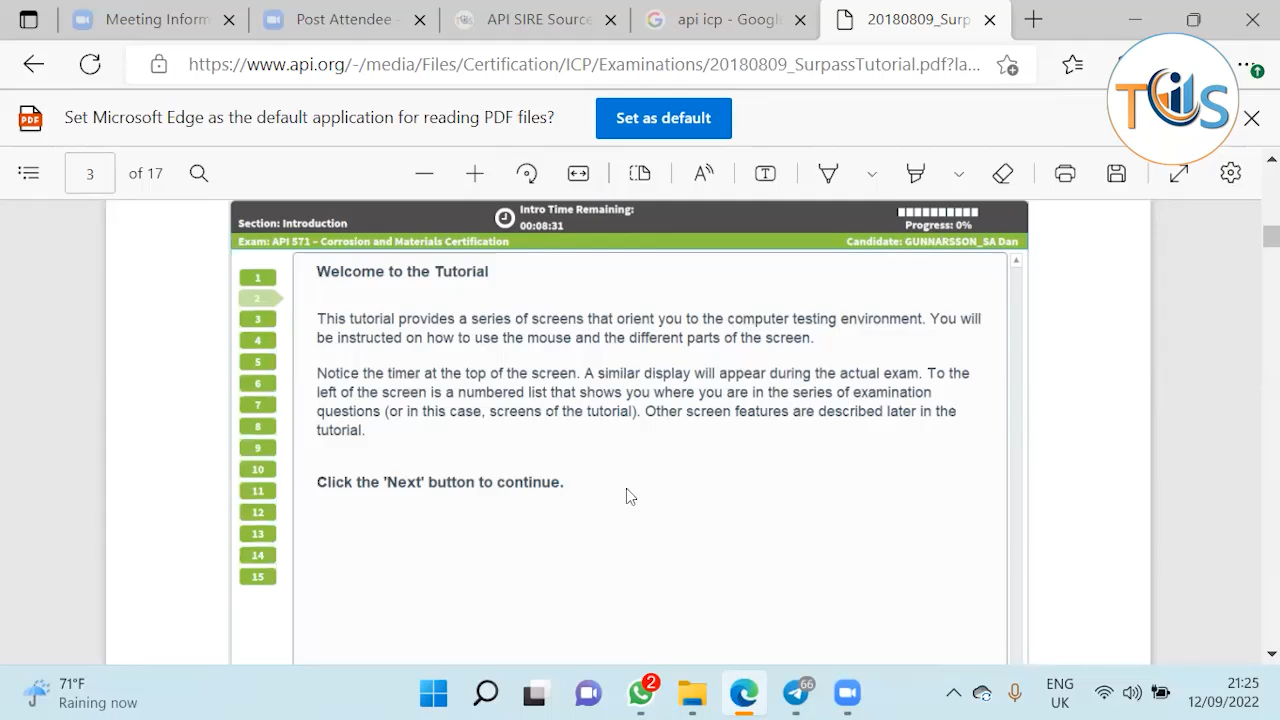 Meeting Inform
Post Attendee -
API SIRE Source
api icp - Google
20180809_Surp
https://www.api.org/-/media/Files/Certification/ICP/Examinations/20180809_SurpassTutorial.pdf?la...
PDF
Set Microsoft Edge as the default application for reading PDF files?
Set as default
TIS
3
of 17
Section: Introduction
Intro Time Remaining:
00:08:31
Progress: 0%
Exam: API 571 - Corrosion and Materials Certification
Candidate: GUNNARSSON_SA Dan
1
2
3
4
5
6
7
8
9
10
11
12
13
14
15
Welcome to the Tutorial
This tutorial provides a series of screens that orient you to the computer testing environment. You will
be instructed on how to use the mouse and the different parts of the screen.
Notice the timer at the top of the screen. A similar display will appear during the actual exam. To the
left of the screen is a numbered list that shows you where you are in the series of examination
questions (or in this case, screens of the tutorial). Other screen features are described later in the
tutorial.
Click the 'Next' button to continue.
71°F
Raining now
2
66
ENG
UK
21:25
12/09/2022